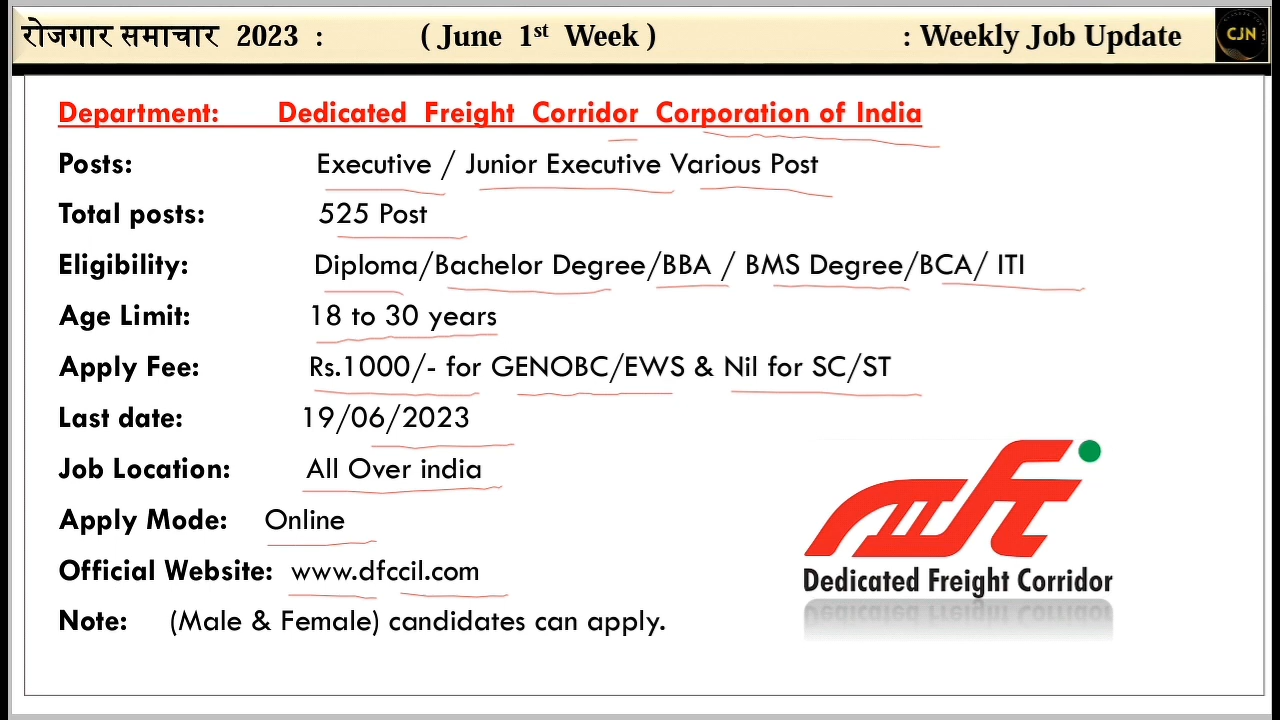 रोजगार समाचार 2023 : ( June 1st Week ) : Weekly Job Update
CJN
Department: Dedicated Freight Corridor Corporation of India
Posts: Executive / Junior Executive Various Post
Total posts: 525 Post
Eligibility: Diploma/Bachelor Degree/BBA / BMS Degree/BCA/ ITI
Age Limit: 18 to 30 years
Apply Fee: Rs.1000/- for GENOBC/EWS & Nil for SC/ST
Last date: 19/06/2023
Job Location: All Over india
Apply Mode: Online
Official Website: www.dfccil.com
Note: (Male & Female) candidates can apply.
Dedicated Freight Corridor